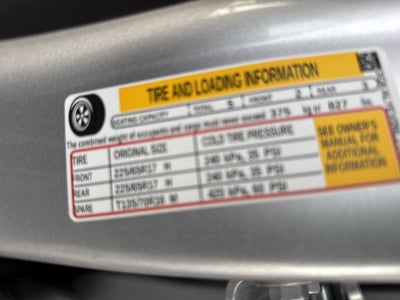 TIRE AND LOADING INFORMATION
SEATING CAPACITY TOTAL 5 FRONT 2 REAR 3
The combined weight of occupants and cargo must never exceed 375 kg or 827 lbs
TIRE ORIGINAL SIZE COLD TIRE PRESSURE
FRONT 225/65R17 H 240 KPA, 35 PSI
REAR 225/65R17 H 240 KPA, 35 PSI
SPARE T135/70R16 M 420 KPA, 60 PSI
SEE OWNER'S
MANUAL FOR
ADDITIONAL
INFORMATION